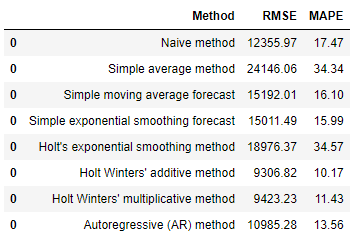 Method RMSE MAPE
0 Naive method 12355.97 17.47
0 Simple average method 24146.06 34.34
0 Simple moving average forecast 15192.01 16.10
0 Simple exponential smoothing forecast 15011.49 15.99
0 Holt's exponential smoothing method 18976.37 34.57
0 Holt Winters' additive method 9306.82 10.17
0 Holt Winters' multiplicative method 9423.23 11.43
0 Autoregressive (AR) method 10985.28 13.56